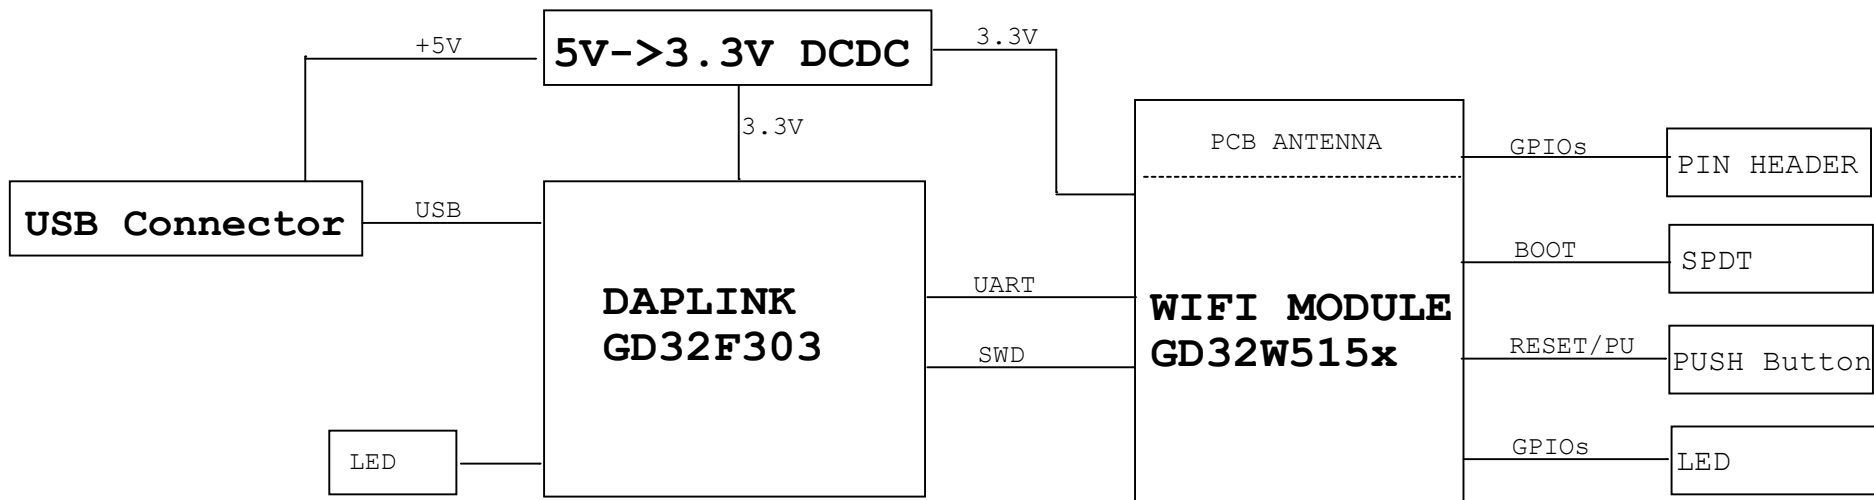 +5V
5V->3.3V DCDC
3.3V
3.3V
PCB ANTENNA
GPIOs
PIN HEADER
USB Connector
USB
BOOT
SPDT
DAPLINK
GD32F303
UART
SWD
WIFI MODULE
GD32W515x
RESET/PU
PUSH Button
LED
GPIOs
LED